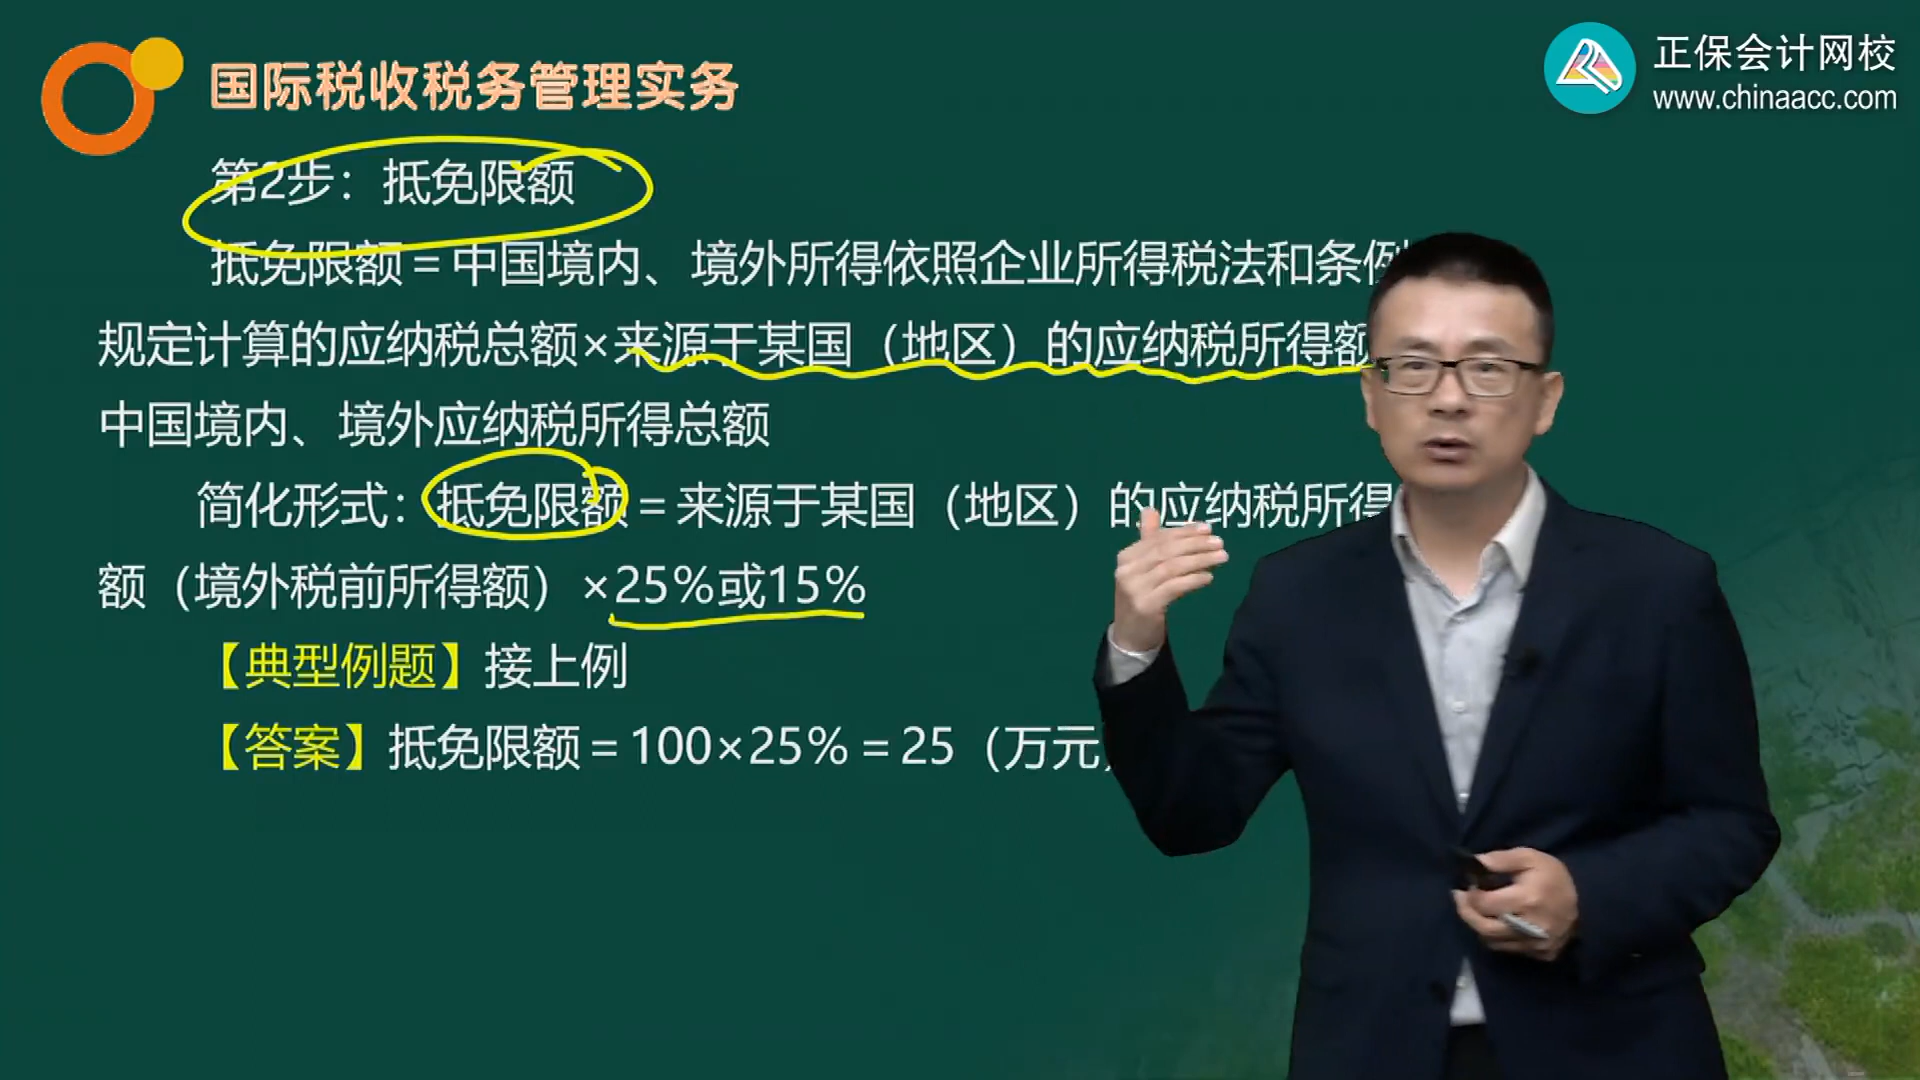 国际税收税务管理实务
正保会计网校
www.chinaacc.com
第2步：抵免限额
抵免限额＝中国境内、境外所得依照企业所得税法和条例
规定计算的应纳税总额×来源于某国（地区）的应纳税所得额
中国境内、境外应纳税所得总额
简化形式：抵免限额＝来源于某国（地区）的应纳税所得
额（境外税前所得额）×25%或15%
【典型例题】接上例
【答案】抵免限额＝100×25%＝25（万元）